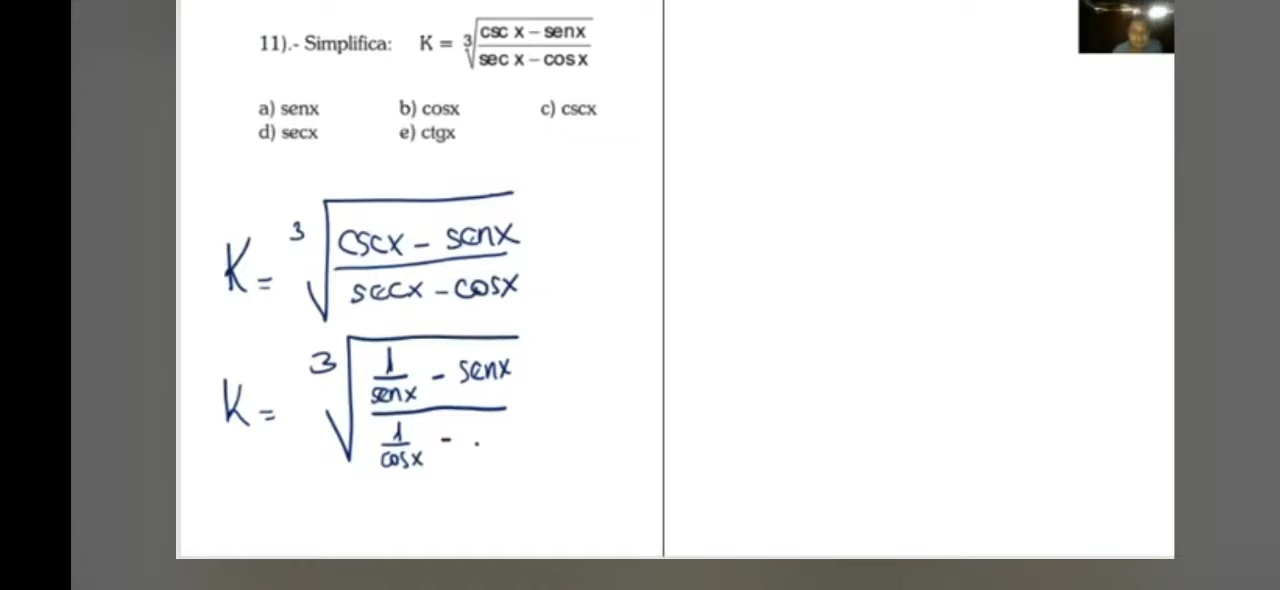 11).- Simplifica: K = ∛((csc x – senx)/(sec x – cosx))
a) senx b) cosx c) cscx
d) secx e) ctgx
K = ∛((cscx - senx)/(secx - cosx))
K = ∛((1/senx - senx)/(1/cosx - .